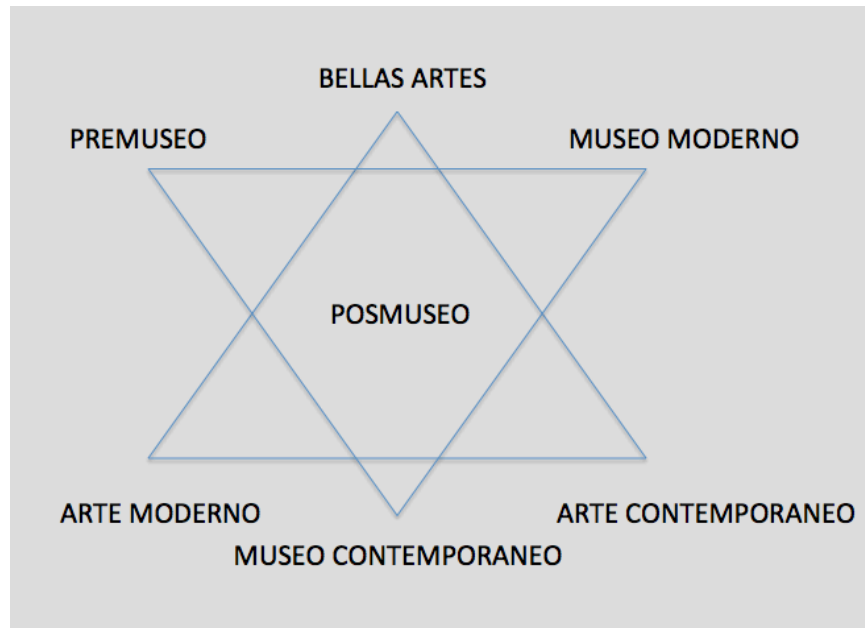 BELLAS ARTES
PREMUSEO
MUSEO MODERNO
POSMUSEO
ARTE MODERNO
ARTE CONTEMPORANEO
MUSEO CONTEMPORANEO